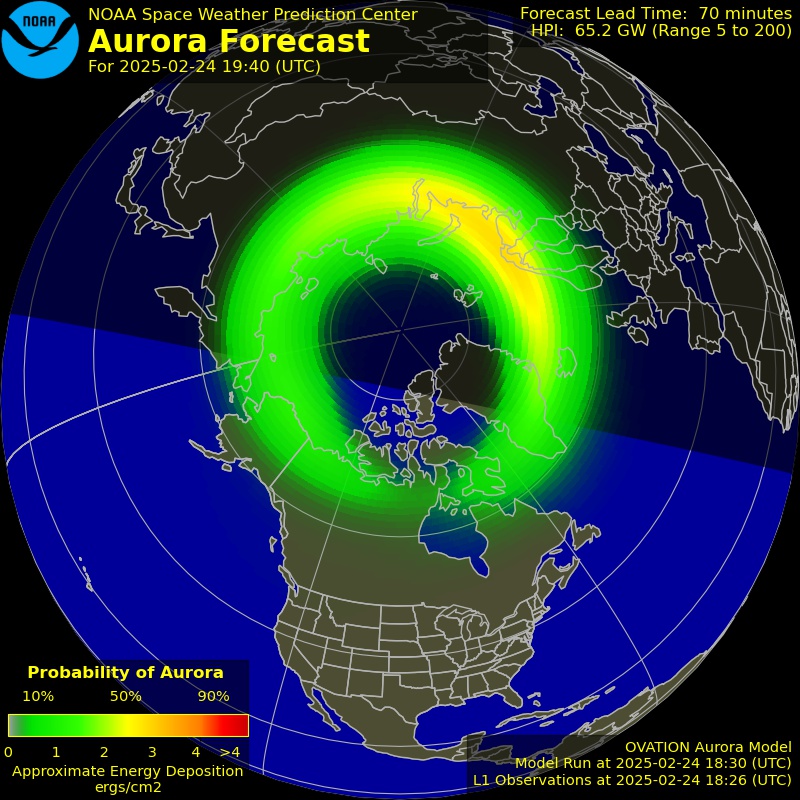 NOAA
NOAA Space Weather Prediction Center
Aurora Forecast
For 2025-02-24 19:40 (UTC)
Forecast Lead Time: 70 minutes
HPI: 65.2 GW (Range 5 to 200)
Probability of Aurora
10% 50% 90%
0 1 2 3 4 >4
Approximate Energy Deposition
ergs/cm2
OVATION Aurora Model
Model Run at 2025-02-24 18:30 (UTC)
L1 Observations at 2025-02-24 18:26 (UTC)